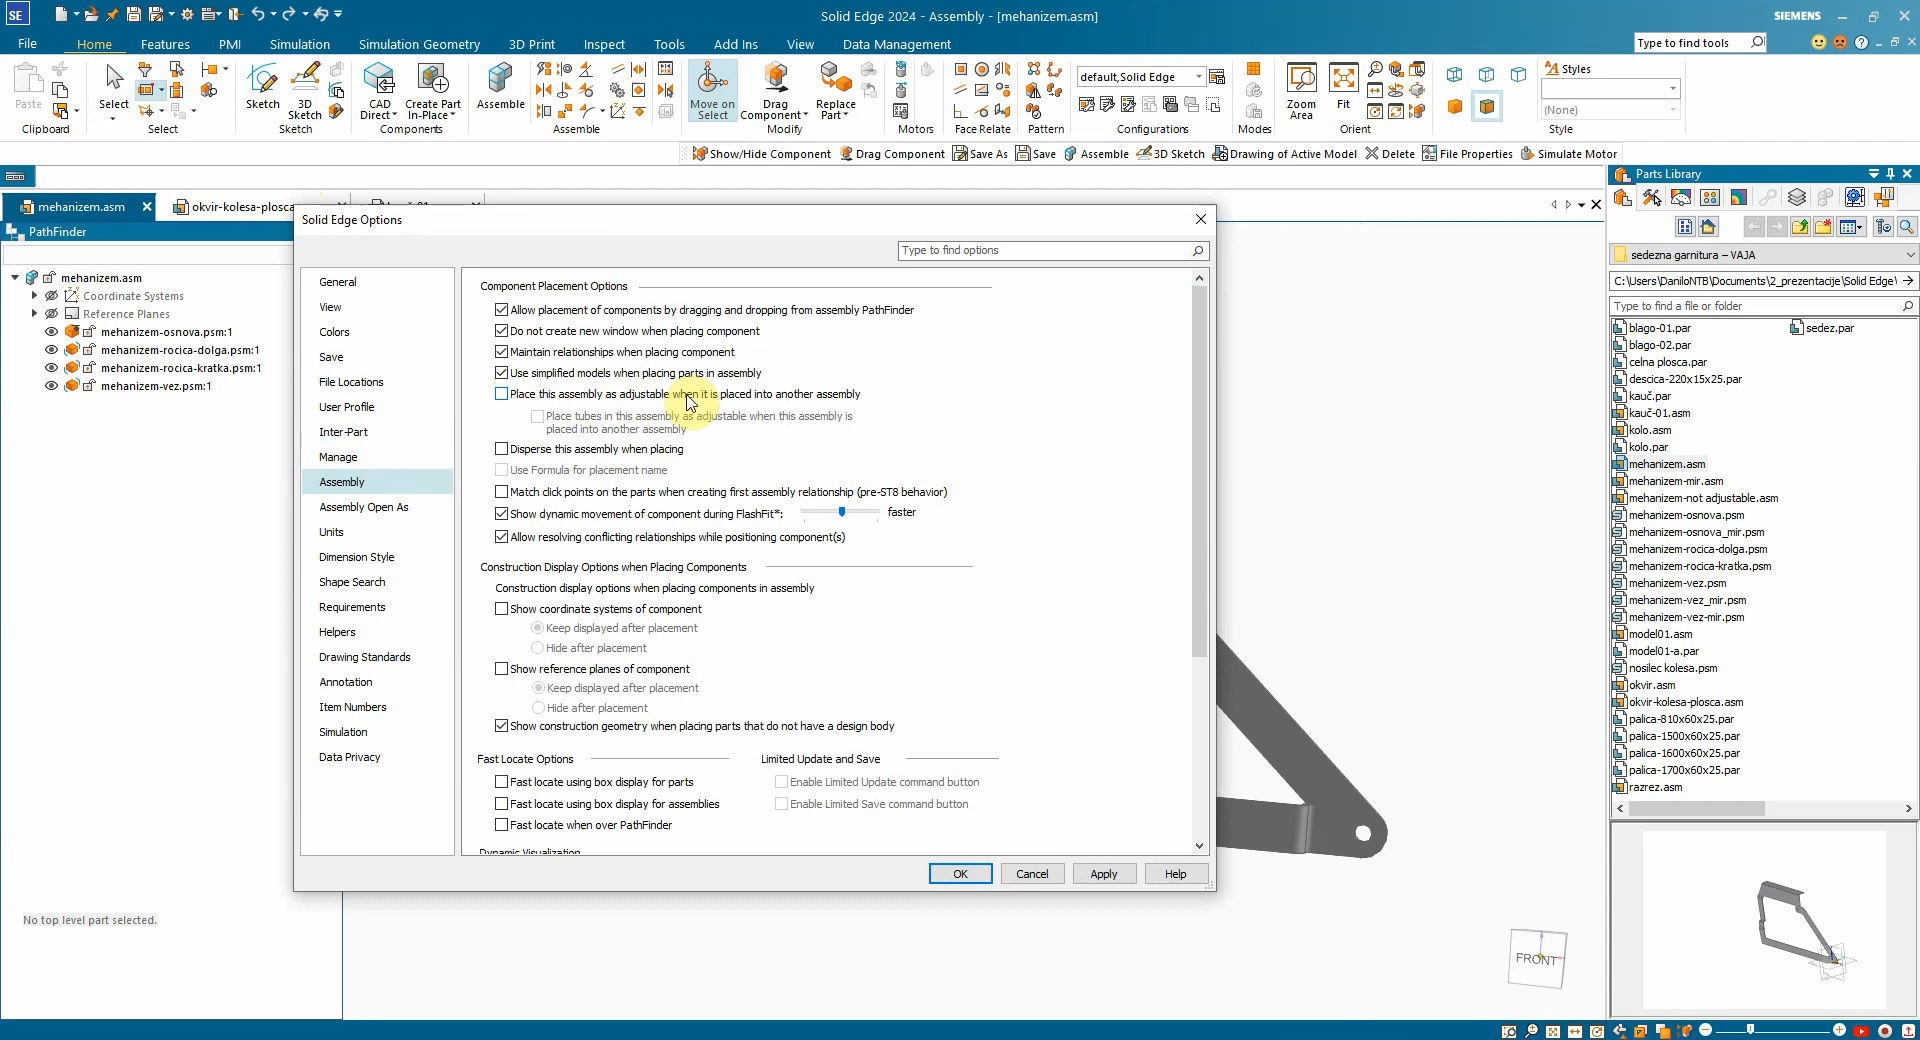 SE
Solid Edge 2024 - Assembly - [mehanizem.asm]
SIEMENS
File
Home
Features
PMI
Simulation
Simulation Geometry
3D Print
Inspect
Tools
Add Ins
View
Data Management
Type to find tools
Paste
Clipboard
Select
Select
Sketch
3D
Sketch
Sketch
CAD
Direct
Create Part
In-Place
Components
Assemble
Assemble
Move on
Select
Drag
Component
Replace
Part
Modify
Motors
Face Relate
Pattern
default,Solid Edge
Configurations
Modes
Zoom
Area
Fit
Orient
Styles
(None)
Style
Show/Hide Component
Drag Component
Save As
Save
Assemble
3D Sketch
Drawing of Active Model
Delete
File Properties
Simulate Motor
mehanizem.asm
okvir-kolesa-plosca
PathFinder
mehanizem.asm
Coordinate Systems
Reference Planes
mehanizem-osnova.psm:1
mehanizem-rocica-dolga.psm:1
mehanizem-rocica-kratka.psm:1
mehanizem-vez.psm:1
No top level part selected.
Solid Edge Options
Type to find options
General
View
Colors
Save
File Locations
User Profile
Inter-Part
Manage
Assembly
Assembly Open As
Units
Dimension Style
Shape Search
Requirements
Helpers
Drawing Standards
Annotation
Item Numbers
Simulation
Data Privacy
Component Placement Options
Allow placement of components by dragging and dropping from assembly PathFinder
Do not create new window when placing component
Maintain relationships when placing component
Use simplified models when placing parts in assembly
Place this assembly as adjustable when it is placed into another assembly
Place tubes in this assembly as adjustable when this assembly is
placed into another assembly
Disperse this assembly when placing
Use Formula for placement name
Match click points on the parts when creating first assembly relationship (pre-ST8 behavior)
Show dynamic movement of component during FlashFit*:
faster
Allow resolving conflicting relationships while positioning component(s)
Construction Display Options when Placing Components
Construction display options when placing components in assembly
Show coordinate systems of component
Keep displayed after placement
Hide after placement
Show reference planes of component
Keep displayed after placement
Hide after placement
Show construction geometry when placing parts that do not have a design body
Fast Locate Options
Limited Update and Save
Fast locate using box display for parts
Enable Limited Update command button
Fast locate using box display for assemblies
Enable Limited Save command button
Fast locate when over PathFinder
Dynamic Visualization
OK
Cancel
Apply
Help
Parts Library
sedezna garnitura – VAJA
C:\Users\DaniloNTB\Documents\2_prezentacije\Solid Edge\
Type to find a file or folder
blago-01.par
blago-02.par
celna plosca.par
descica-220x15x25.par
kauč.par
kauč-01.asm
kolo.asm
kolo.par
mehanizem.asm
mehanizem-mir.asm
mehanizem-not adjustable.asm
mehanizem-osnova.psm
mehanizem-osnova_mir.psm
mehanizem-rocica-dolga.psm
mehanizem-rocica-kratka.psm
mehanizem-vez.psm
mehanizem-vez_mir.psm
mehanizem-vez-mir.psm
model01.asm
model01-a.par
nosilec kolesa.psm
okvir.asm
okvir-kolesa-plosca.asm
palica-810x60x25.par
palica-1500x60x25.par
palica-1600x60x25.par
palica-1700x60x25.par
razrez.asm
sedez.par
FRONT